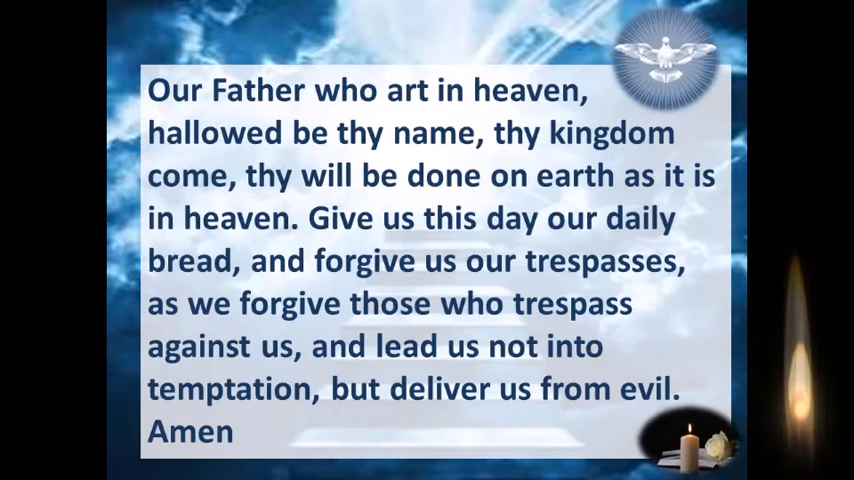 Our Father who art in heaven,
hallowed be thy name, thy kingdom
come, thy will be done on earth as it is
in heaven. Give us this day our daily
bread, and forgive us our trespasses,
as we forgive those who trespass
against us, and lead us not into
temptation, but deliver us from evil.
Amen